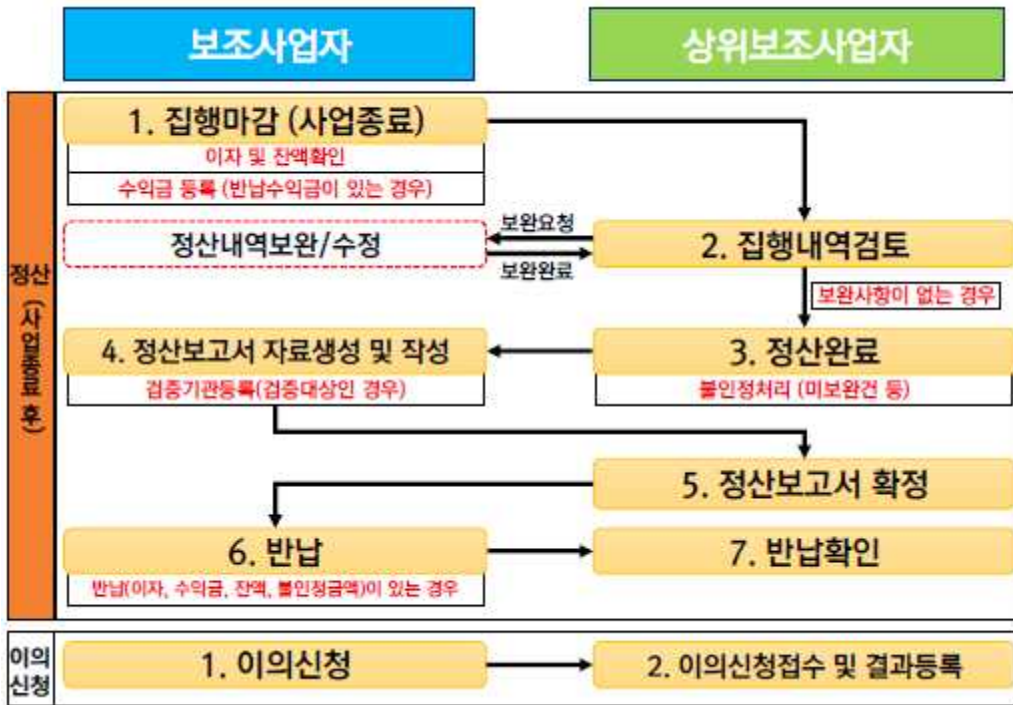 보조사업자
상위보조사업자
정산
(사업종료 후)
1. 집행마감 (사업종료)
이자 및 잔액확인
수익금 등록 (반납수익금이 있는 경우)
보완요청
정산내역보완/수정
2. 집행내역검토
보완완료
보완사항이 없는 경우
4. 정산보고서 자료생성 및 작성
3. 정산완료
검증기관등록(검증대상인 경우)
불인정처리 (미보완건 등)
5. 정산보고서 확정
6. 반납
7. 반납확인
반납(이자, 수익금, 잔액, 불인정금액)이 있는 경우
이의
신청
1. 이의신청
2. 이의신청접수 및 결과등록